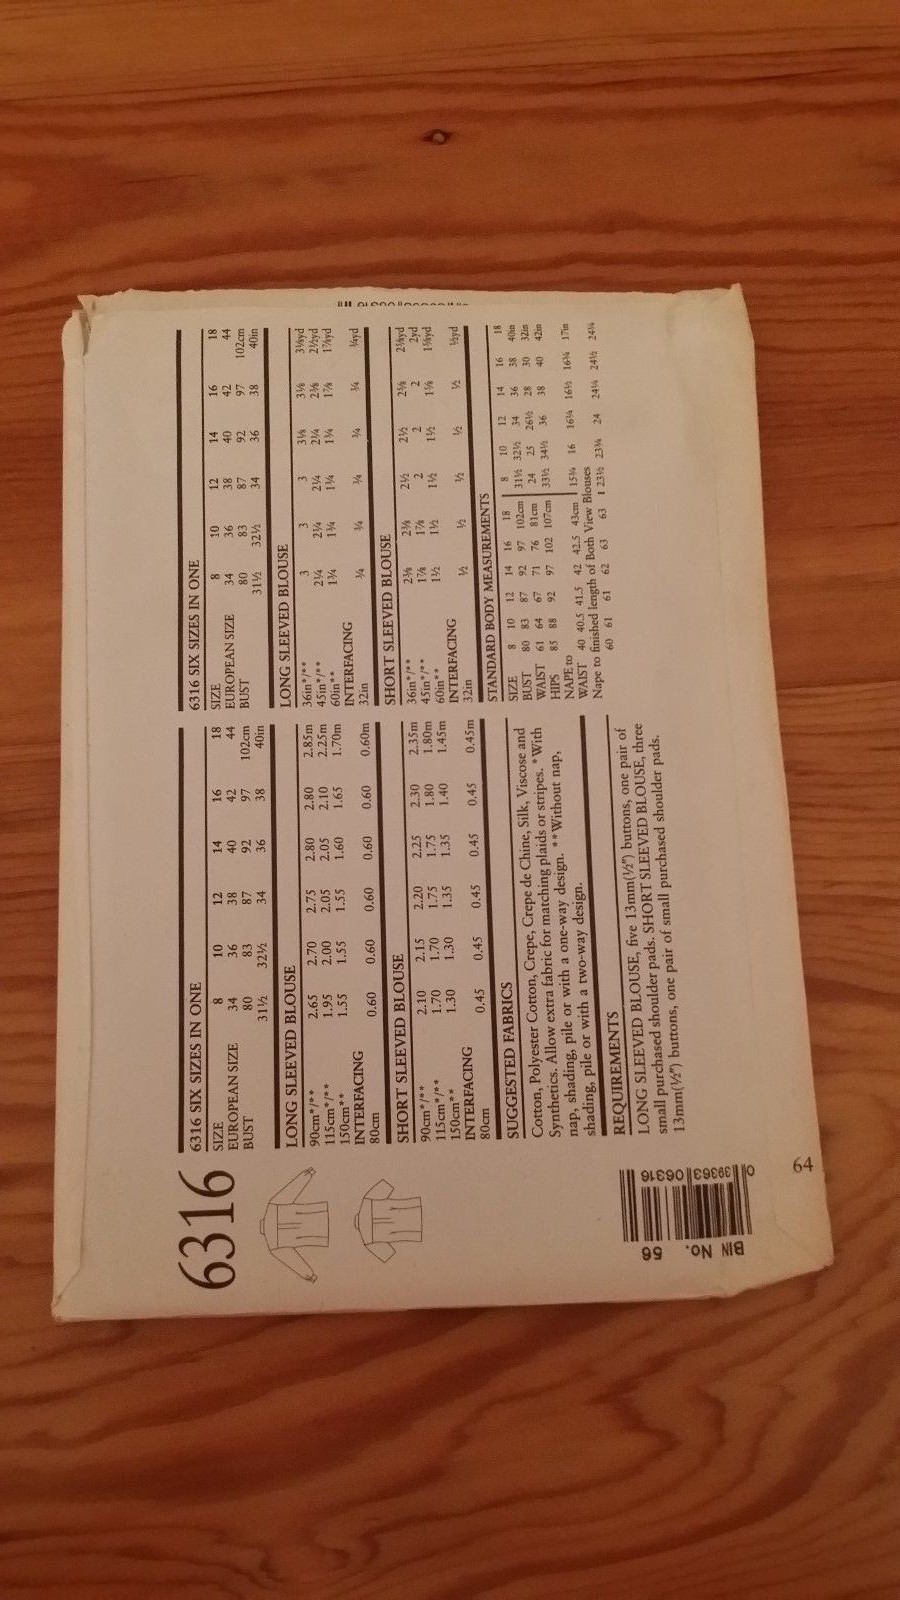 6316
6316 SIX SIZES IN ONE
SIZE 8 10 12 14 16 18
EUROPEAN SIZE 34 36 38 40 42 44
BUST 80 83 87 92 97 102cm
31½ 32½ 34 36 38 40in
LONG SLEEVED BLOUSE
90cm*/** 2.65 2.70 2.75 2.80 2.80 2.85m
115cm*/** 1.95 2.00 2.05 2.05 2.10 2.25m
150cm** 1.55 1.55 1.55 1.60 1.65 1.70m
INTERFACING
80cm 0.60 0.60 0.60 0.60 0.60 0.60m
SHORT SLEEVED BLOUSE
90cm*/** 2.10 2.15 2.20 2.25 2.30 2.35m
115cm*/** 1.70 1.70 1.75 1.75 1.80 1.80m
150cm** 1.30 1.30 1.35 1.35 1.40 1.45m
INTERFACING
80cm 0.45 0.45 0.45 0.45 0.45 0.45m
SUGGESTED FABRICS
Cotton, Polyester Cotton, Crepe, Crepe de Chine, Silk, Viscose and
Synthetics. Allow extra fabric for matching plaids or stripes. *With
nap, shading, pile or with a one-way design. **Without nap,
shading, pile or with a two-way design.
REQUIREMENTS
LONG SLEEVED BLOUSE, five 13mm(½") buttons, one pair of
small purchased shoulder pads. SHORT SLEEVED BLOUSE, three
13mm(½") buttons, one pair of small purchased shoulder pads.
6316 SIX SIZES IN ONE
SIZE 8 10 12 14 16 18
EUROPEAN SIZE 34 36 38 40 42 44
BUST 80 83 87 92 97 102cm
31½ 32½ 34 36 38 40in
LONG SLEEVED BLOUSE
36in*/** 3 3 3 3⅛ 3⅛ 3⅛yd
45in*/** 2¼ 2¼ 2¼ 2¼ 2⅜ 2½yd
60in** 1¾ 1¾ 1¾ 1¾ 1⅞ 1⅞yd
INTERFACING
32in ¾ ¾ ¾ ¾ ¾ ¾yd
SHORT SLEEVED BLOUSE
36in*/** 2⅜ 2⅜ 2½ 2½ 2⅝ 2⅝yd
45in*/** 1⅞ 1⅞ 2 2 2 2yd
60in** 1½ 1½ 1½ 1½ 1⅝ 1⅝yd
INTERFACING
32in ½ ½ ½ ½ ½ ½yd
STANDARD BODY MEASUREMENTS
SIZE 8 10 12 14 16 18 8 10 12 14 16 18
BUST 80 83 87 92 97 102cm 31½ 32½ 34 36 38 40in
WAIST 61 64 67 71 76 81cm 24 25 26½ 28 30 32in
HIPS 85 88 92 97 102 107cm 33½ 34½ 36 38 40 42in
NAPE to
WAIST 40 40.5 41.5 42 42.5 43cm 15¾ 16 16¼ 16½ 16¾ 17in
Nape to finished length of Both View Blouses
60 61 61 62 63 63 23½ 23¾ 24 24¼ 24½ 24¾
BIN No. 56
0 39363 06316
64